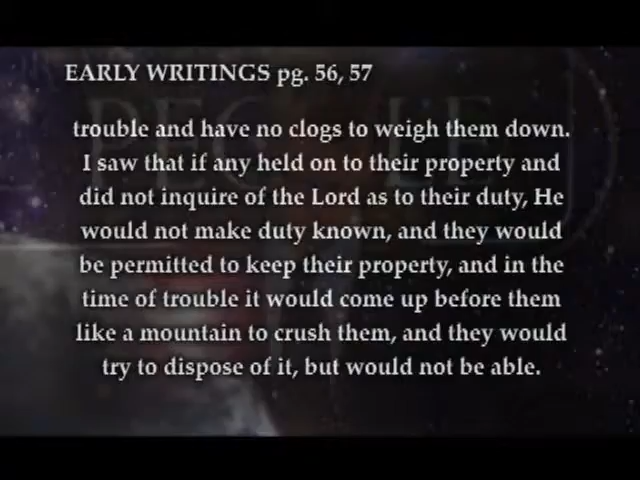 EARLY WRITINGS pg. 56, 57
trouble and have no clogs to weigh them down.
I saw that if any held on to their property and
did not inquire of the Lord as to their duty, He
would not make duty known, and they would
be permitted to keep their property, and in the
time of trouble it would come up before them
like a mountain to crush them, and they would
try to dispose of it, but would not be able.